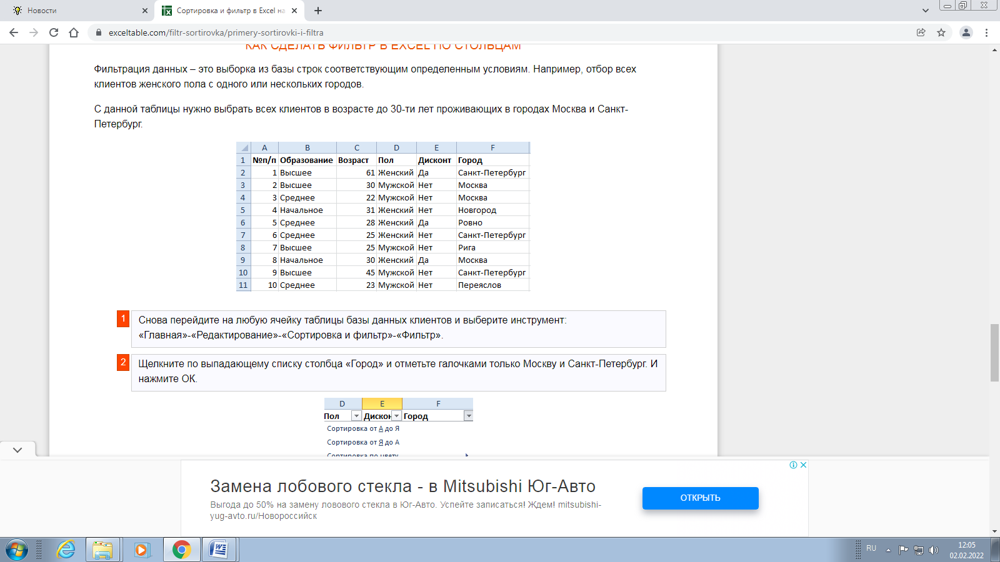 Новости
Сортировка и фильтр в Excel на
exceltable.com/filtr-sortirovka/primery-sortirovki-i-filtra
КАК СДЕЛАТЬ ФИЛЬТР В EXCEL ПО СТОЛБЦАМ
Фильтрация данных – это выборка из базы строк соответствующим определенным условиям. Например, отбор всех
клиентов женского пола с одного или нескольких городов.
С данной таблицы нужно выбрать всех клиентов в возрасте до 30-ти лет проживающих в городах Москва и Санкт-
Петербург.
A B C D E F
1 №п/п Образование Возраст Пол Дисконт Город
2 1 Высшее 61 Женский Да Санкт-Петербург
3 2 Высшее 30 Мужской Нет Москва
4 3 Среднее 22 Мужской Нет Москва
5 4 Начальное 31 Женский Нет Новгород
6 5 Среднее 28 Женский Да Ровно
7 6 Среднее 25 Женский Нет Санкт-Петербург
8 7 Высшее 25 Мужской Нет Рига
9 8 Начальное 30 Женский Да Москва
10 9 Высшее 45 Мужской Нет Санкт-Петербург
11 10 Среднее 23 Мужской Нет Переяслов
1 Снова перейдите на любую ячейку таблицы базы данных клиентов и выберите инструмент:
«Главная»-«Редактирование»-«Сортировка и фильтр»-«Фильтр».
2 Щелкните по выпадающему списку столбца «Город» и отметьте галочками только Москву и Санкт-Петербург. И
нажмите ОК.
D E F
Пол Дискон Город
Сортировка от А до Я
Сортировка от Я до А
Сортировка по цвету
Замена лобового стекла - в Mitsubishi Юг-Авто
Выгода до 50% на замену ловового стекла в Юг-Авто. Успейте записаться! Ждем! mitsubishi-
yug-avto.ru/Новороссийск
ОТКРЫТЬ
RU
12:05
02.02.2022